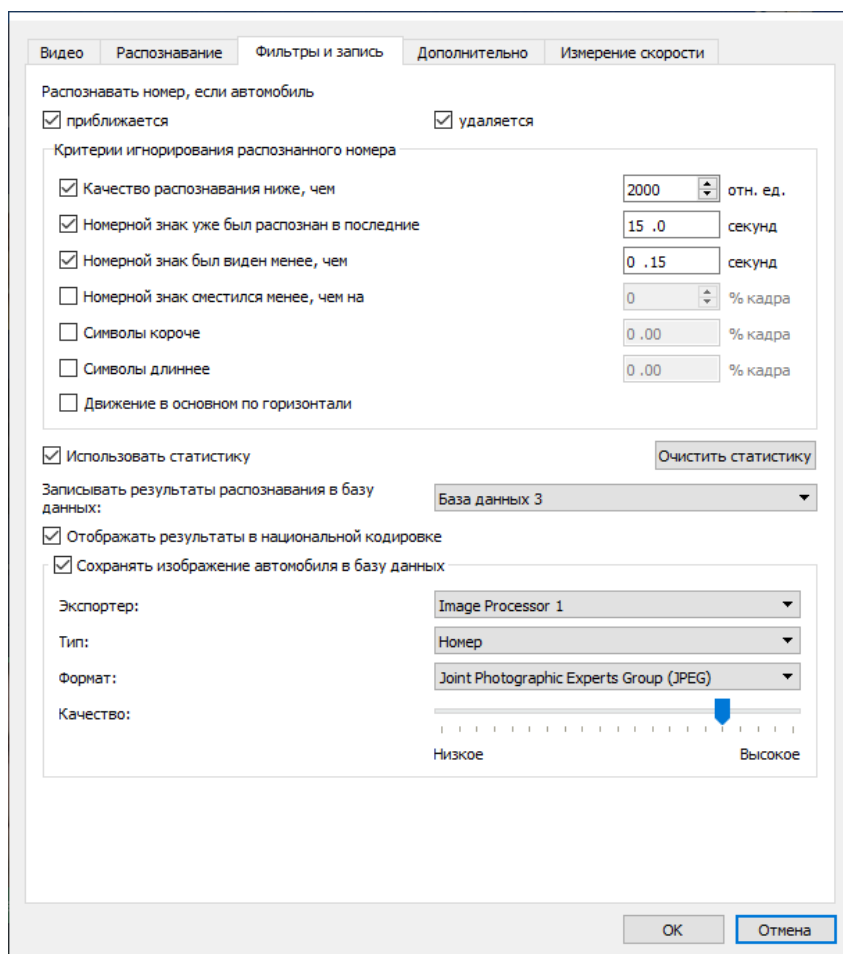 Видео Распознавание Фильтры и запись Дополнительно Измерение скорости
Распознавать номер, если автомобиль
приближается удаляется
Критерии игнорирования распознанного номера
Качество распознавания ниже, чем 2000 отн. ед.
Номерной знак уже был распознан в последние 15 .0 секунд
Номерной знак был виден менее, чем 0 .15 секунд
Номерной знак сместился менее, чем на 0 % кадра
Символы короче 0 .00 % кадра
Символы длиннее 0 .00 % кадра
Движение в основном по горизонтали
Использовать статистику Очистить статистику
Записывать результаты распознавания в базу
данных: База данных 3
Отображать результаты в национальной кодировке
Сохранять изображение автомобиля в базу данных
Экспортер: Image Processor 1
Тип: Номер
Формат: Joint Photographic Experts Group (JPEG)
Качество:
Низкое Высокое
OK Отмена